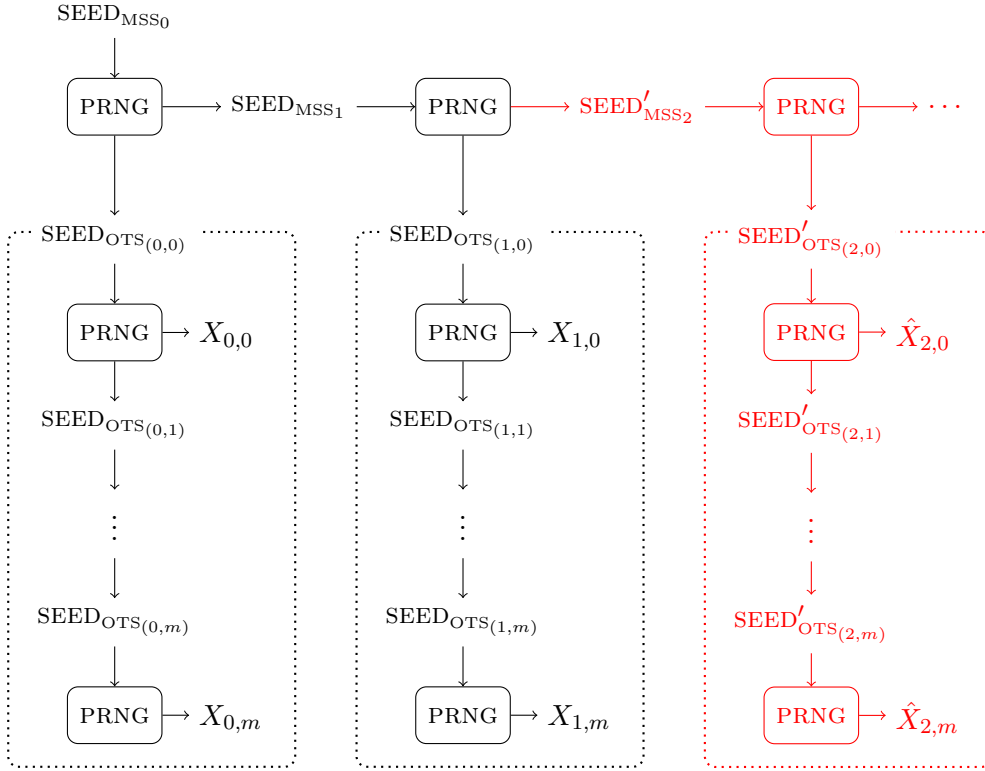 SEED_{MSS_0}
PRNG SEED_{MSS_1} PRNG SEED′_{MSS_2} PRNG ⋯
SEED_{OTS_{(0,0)}} SEED_{OTS_{(1,0)}} SEED′_{OTS_{(2,0)}}
PRNG X_{0,0} PRNG X_{1,0} PRNG X̂_{2,0}
SEED_{OTS_{(0,1)}} SEED_{OTS_{(1,1)}} SEED′_{OTS_{(2,1)}}
⋮ ⋮ ⋮
SEED_{OTS_{(0,m)}} SEED_{OTS_{(1,m)}} SEED′_{OTS_{(2,m)}}
PRNG X_{0,m} PRNG X_{1,m} PRNG X̂_{2,m}